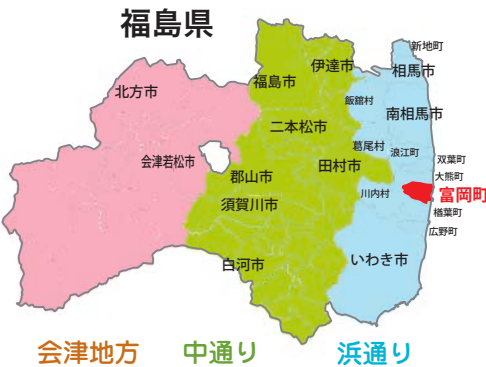 福島県
新地町
伊達市
相馬市
福島市
北方市
飯舘村
南相馬市
二本松市
葛尾村
浪江町
双葉町
会津若松市
田村市
大熊町
郡山市
川内村
富岡町
須賀川市
楢葉町
広野町
いわき市
白河市
会津地方
中通り
浜通り